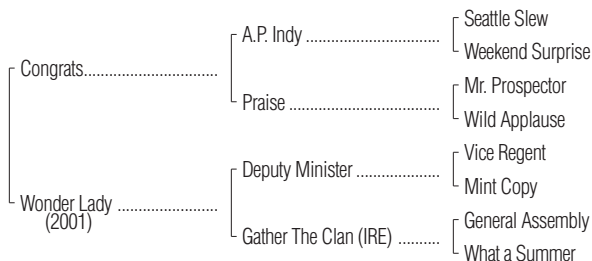 Seattle Slew
A.P. Indy ..............................
Weekend Surprise
Congrats..............................
Mr. Prospector
Praise ..................................
Wild Applause
Vice Regent
Deputy Minister ...................
Mint Copy
Wonder Lady ......................
(2001)
General Assembly
Gather The Clan (IRE) ..........
What a Summer